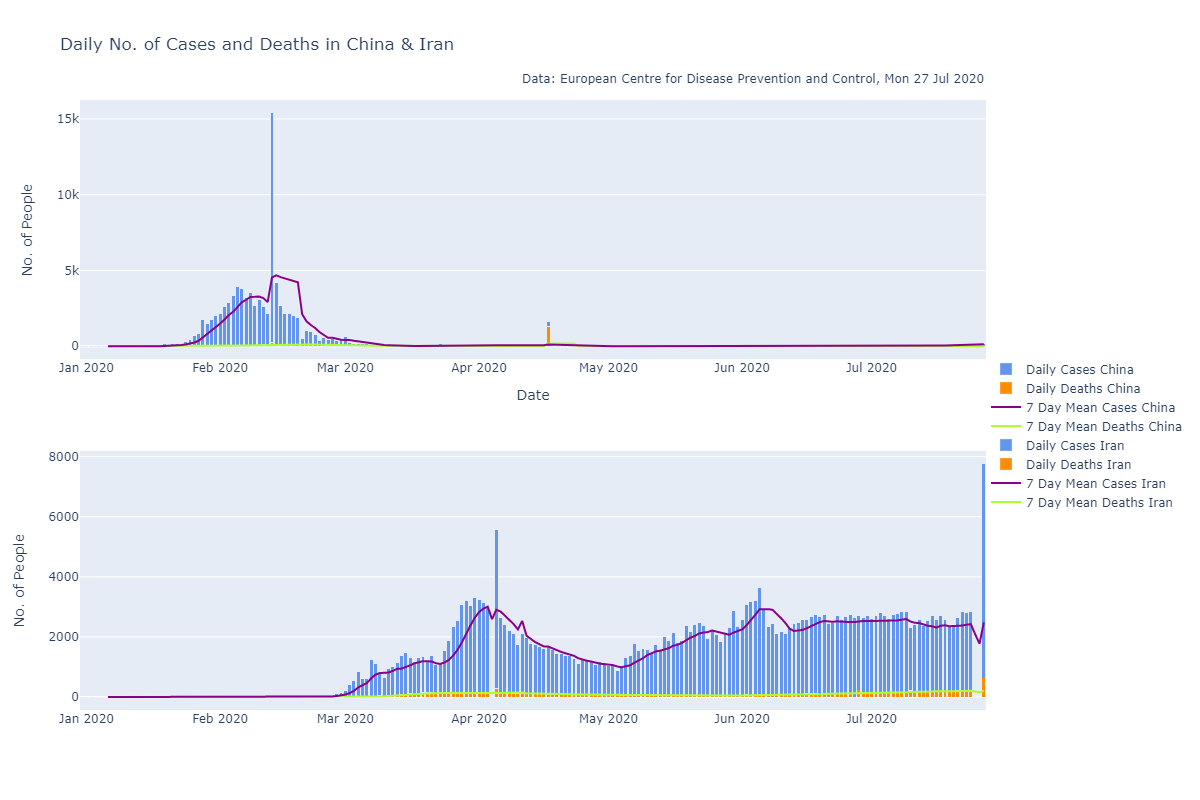 Daily No. of Cases and Deaths in China & Iran
Data: European Centre for Disease Prevention and Control, Mon 27 Jul 2020
15k
10k
5k
0
No. of People
Jan 2020 Feb 2020 Mar 2020 Apr 2020 May 2020 Jun 2020 Jul 2020
Date
Daily Cases China
Daily Deaths China
7 Day Mean Cases China
7 Day Mean Deaths China
Daily Cases Iran
Daily Deaths Iran
7 Day Mean Cases Iran
7 Day Mean Deaths Iran
8000
6000
4000
2000
0
No. of People
Jan 2020 Feb 2020 Mar 2020 Apr 2020 May 2020 Jun 2020 Jul 2020